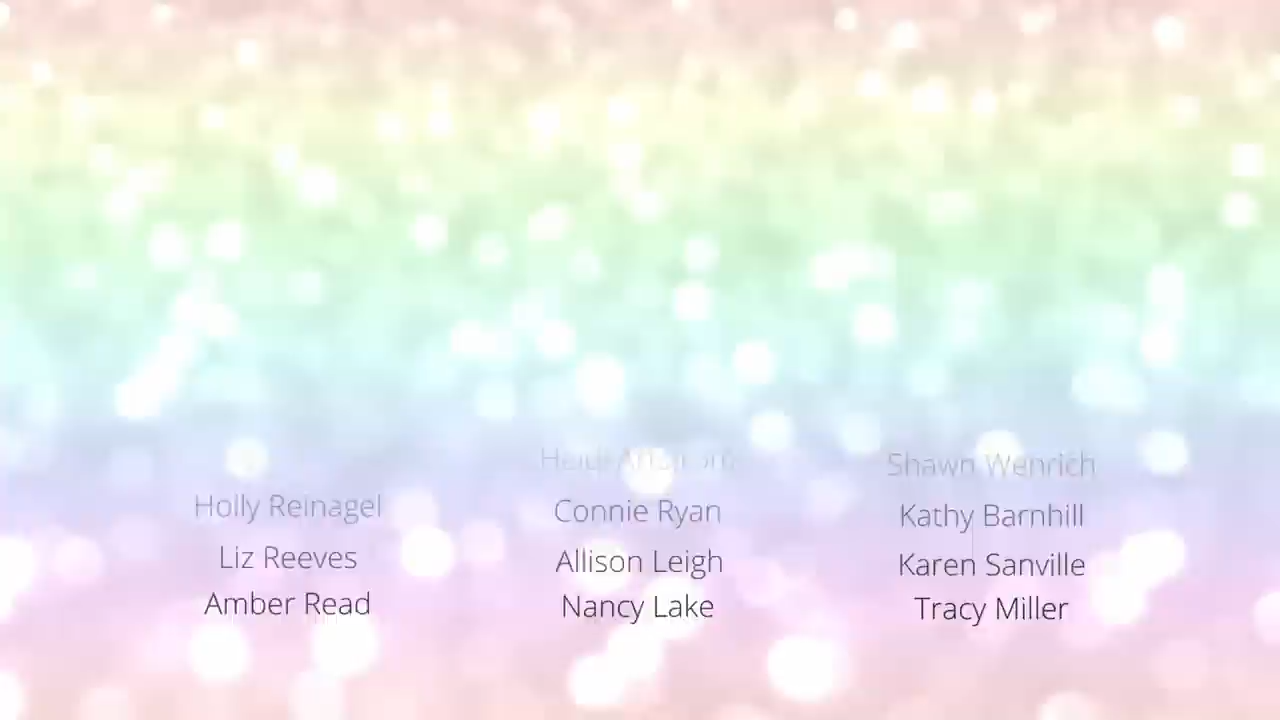 Holly Reinagel
Liz Reeves
Amber Read
Heidi
Connie Ryan
Allison Leigh
Nancy Lake
Shawn Wenrich
Kathy Barnhill
Karen Sanville
Tracy Miller